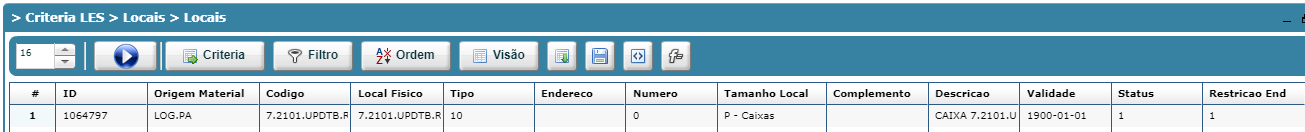 > Criteria LES > Locais > Locais
16 Criteria Filtro Ordem Visão
# ID Origem Material Codigo Local Fisico Tipo Endereco Numero Tamanho Local Complemento Descricao Validade Status Restricao End
1 1064797 LOG.PA 7.2101.UPDTB.R 7.2101.UPDTB.R 10 0 P - Caixas CAIXA 7.2101.U 1900-01-01 1 1